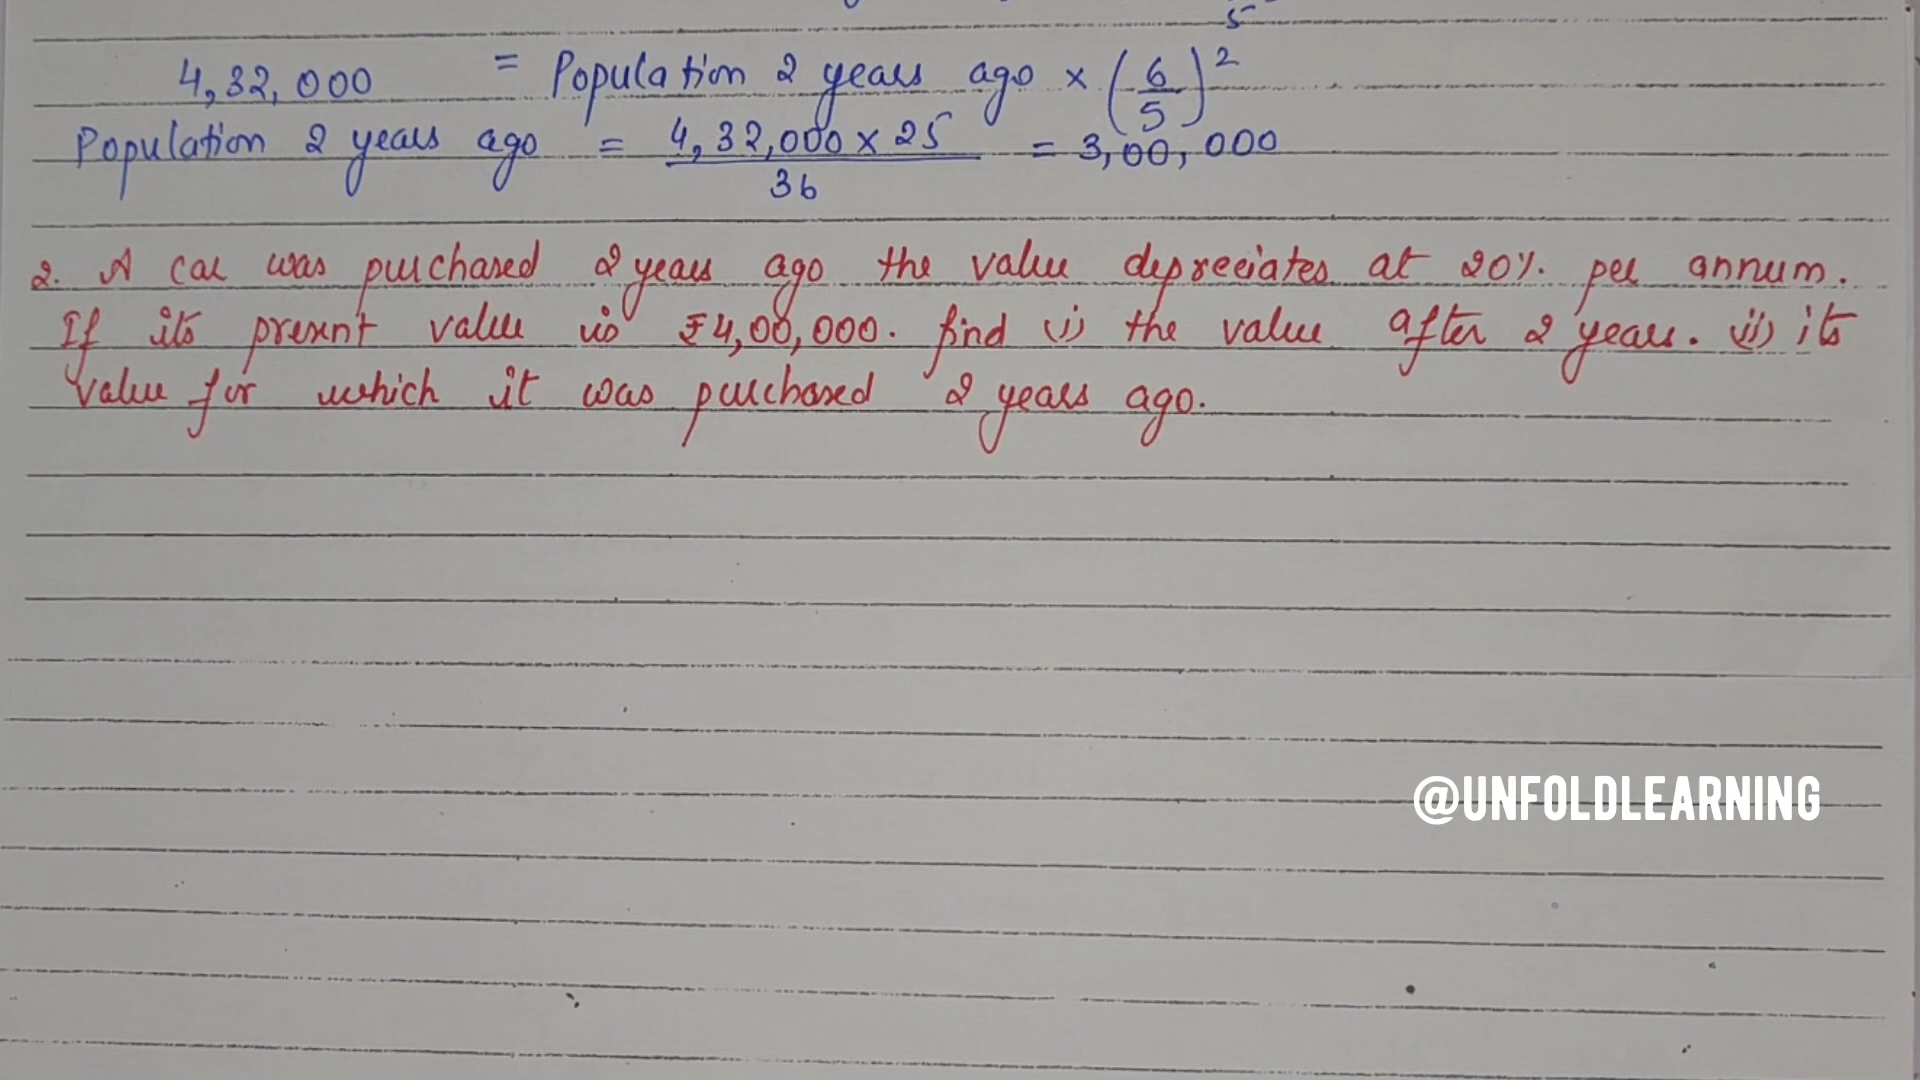 5
4,32,000 = Population 2 years ago × (6/5)²
Population 2 years ago = 4,32,000 × 25 / 36 = 3,00,000
2. A car was purchased 2 years ago the value depreciates at 20%. per annum.
If its present value is ₹4,00,000. find (i) the value after 2 years. (ii) its
value for which it was purchased 2 years ago.
@UNFOLDLEARNING